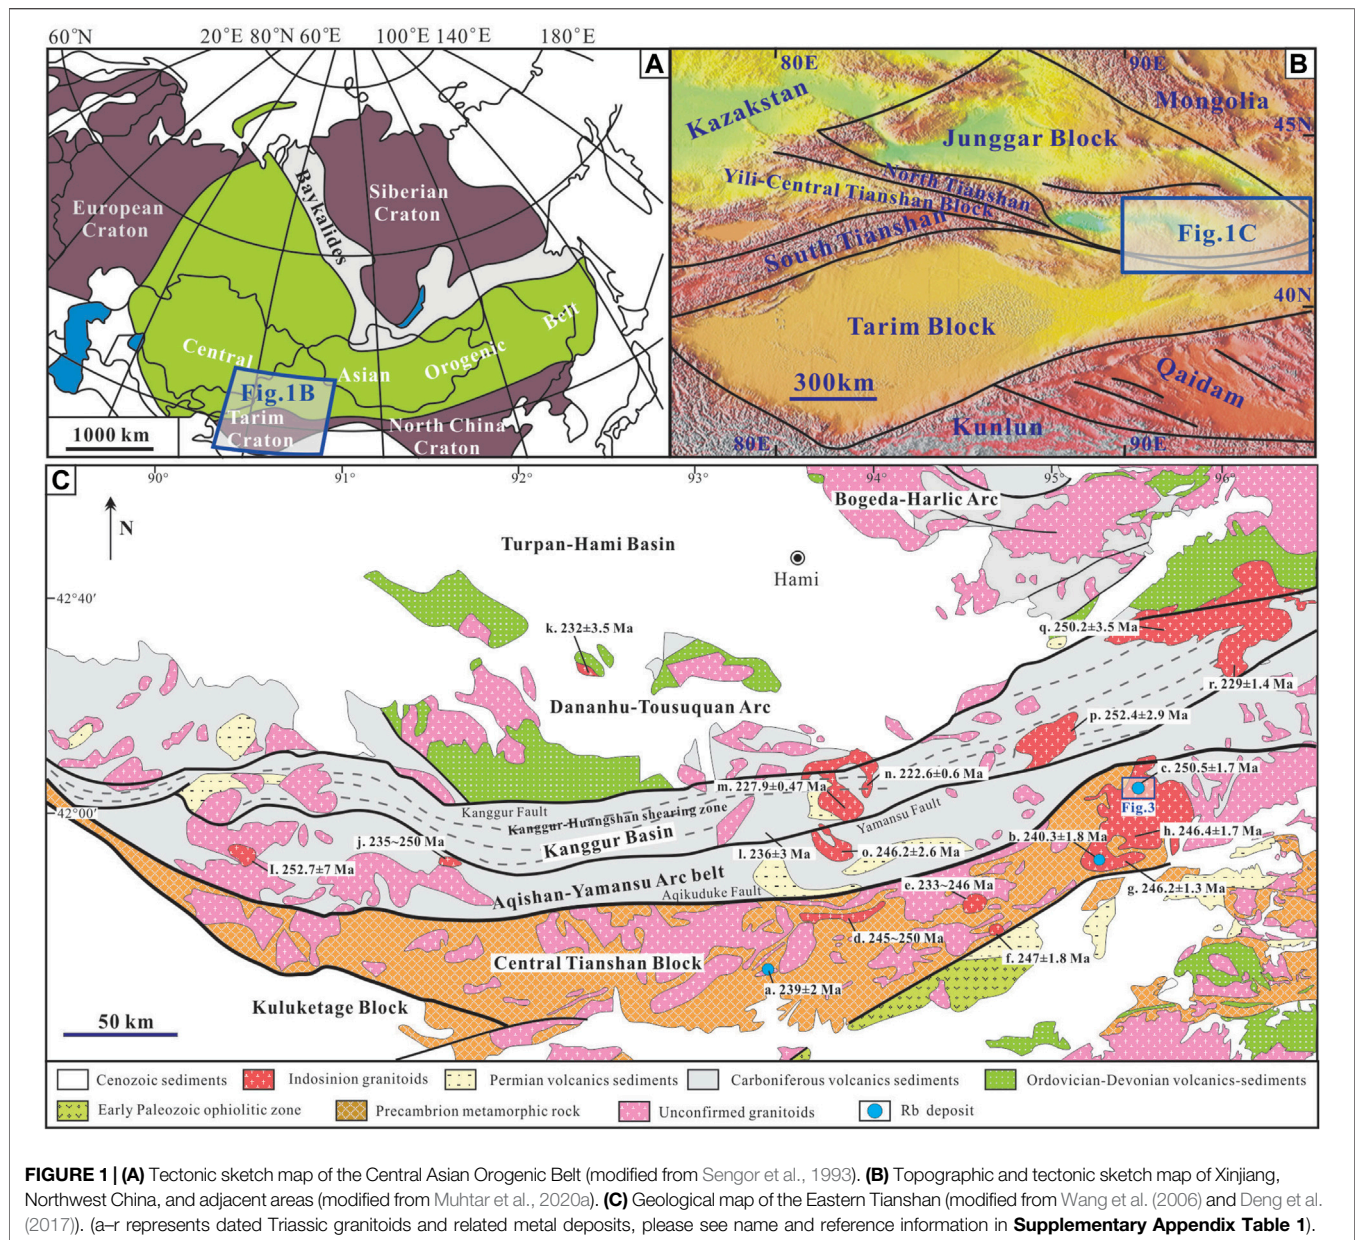 60°N 20°E 80°N 60°E 100°E 140°E 180°E
A
European
Craton
Baykalides
Siberian
Craton
Central
Asian
Orogenic
Belt
Fig.1B
Tarim
Craton
North China
Craton
1000 km
B
80E
90E
Kazakstan
Mongolia
45N
Junggar Block
North Tianshan
Yili-Central Tianshan Block
South Tianshan
Fig.1C
40N
Tarim Block
300km
Qaidam
Kunlun
80E
90E
C
90°
91°
92°
93°
94°
95°
96°
N
Bogeda-Harlic Arc
Turpan-Hami Basin
Hami
42°40′
k. 232±3.5 Ma
q. 250.2±3.5 Ma
r. 229±1.4 Ma
Dananhu-Tousuquan Arc
p. 252.4±2.9 Ma
c. 250.5±1.7 Ma
n. 222.6±0.6 Ma
m. 227.9±0.47 Ma
Fig.3
42°00′
Kanggur Fault
Kanggur-Huangshan shearing zone
Yamansu Fault
Kanggur Basin
b. 240.3±1.8 Ma
h. 246.4±1.7 Ma
j. 235~250 Ma
l. 236±3 Ma
o. 246.2±2.6 Ma
I. 252.7±7 Ma
Aqishan-Yamansu Arc belt
Aqikuduke Fault
e. 233~246 Ma
g. 246.2±1.3 Ma
d. 245~250 Ma
f. 247±1.8 Ma
Central Tianshan Block
a. 239±2 Ma
Kuluketage Block
50 km
Cenozoic sediments
Indosinion granitoids
Permian volcanics sediments
Carboniferous volcanics sediments
Ordovician-Devonian volcanics-sediments
Early Paleozoic ophiolitic zone
Precambrion metamorphic rock
Unconfirmed granitoids
Rb deposit
FIGURE 1 | (A) Tectonic sketch map of the Central Asian Orogenic Belt (modified from Sengor et al., 1993). (B) Topographic and tectonic sketch map of Xinjiang,
Northwest China, and adjacent areas (modified from Muhtar et al., 2020a). (C) Geological map of the Eastern Tianshan (modified from Wang et al. (2006) and Deng et al.
(2017)). (a–r represents dated Triassic granitoids and related metal deposits, please see name and reference information in Supplementary Appendix Table 1).